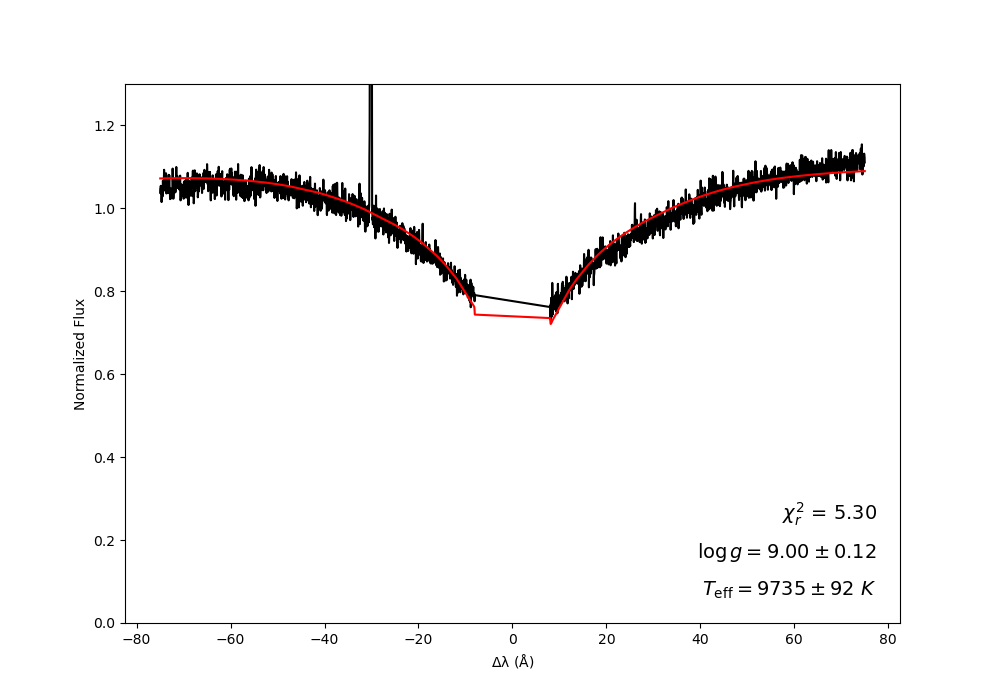 Normalized Flux
1.2
1.0
0.8
0.6
0.4
0.2
0.0
χ²ᵣ = 5.30
log g = 9.00 ± 0.12
T_eff = 9735 ± 92 K
−80 −60 −40 −20 0 20 40 60 80
Δλ (Å)